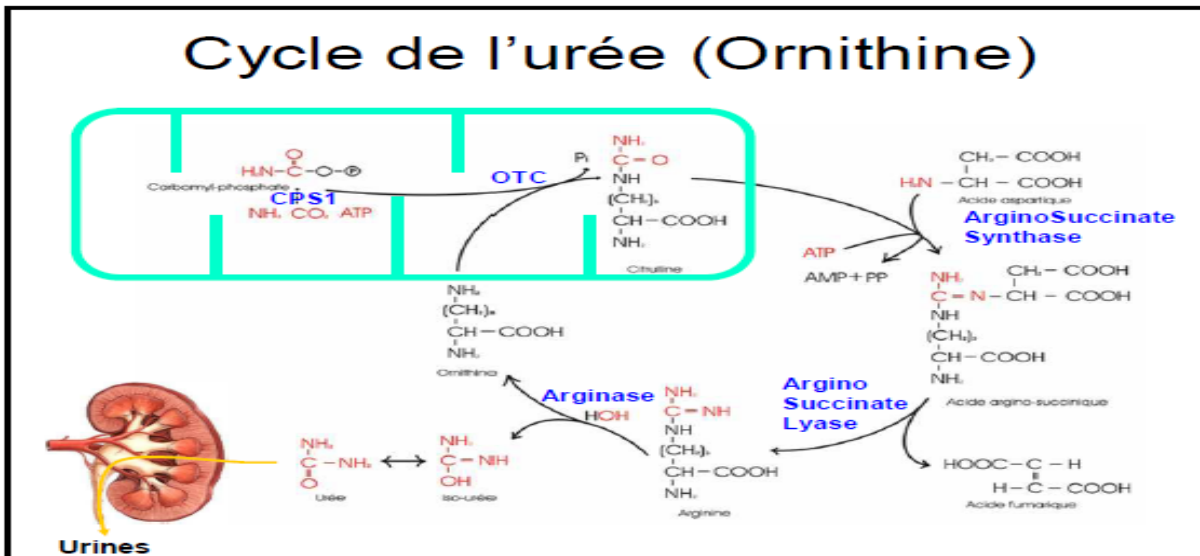 Cycle de l'urée (Ornithine)
H₂N-C-O-P
O
Carbamyl-phosphate
CPS1
NH₃ CO₂ ATP
OTC
Pi
NH₂
C-O
NH
(CH₂)₃
CH-COOH
NH₂
Citrulline
CH₂-COOH
H₂N-CH-COOH
Acide aspartique
ArginoSuccinate
Synthase
ATP
AMP+PP
NH₂ CH₂-COOH
C=N-CH-COOH
NH
(CH₂)₃
CH-COOH
NH₂
Acide argino-succinique
NH₂
(CH₂)₃
CH-COOH
NH₂
Ornithine
Arginase
HOH
Argino
Succinate
Lyase
NH₂
C=NH
NH
(CH₂)₃
CH-COOH
NH₂
Arginine
HOOC-C-H
H-C-COOH
Acide fumarique
NH₂
C-NH₂
O
Urée
NH₂
C-NH
OH
Iso-urée
Urines